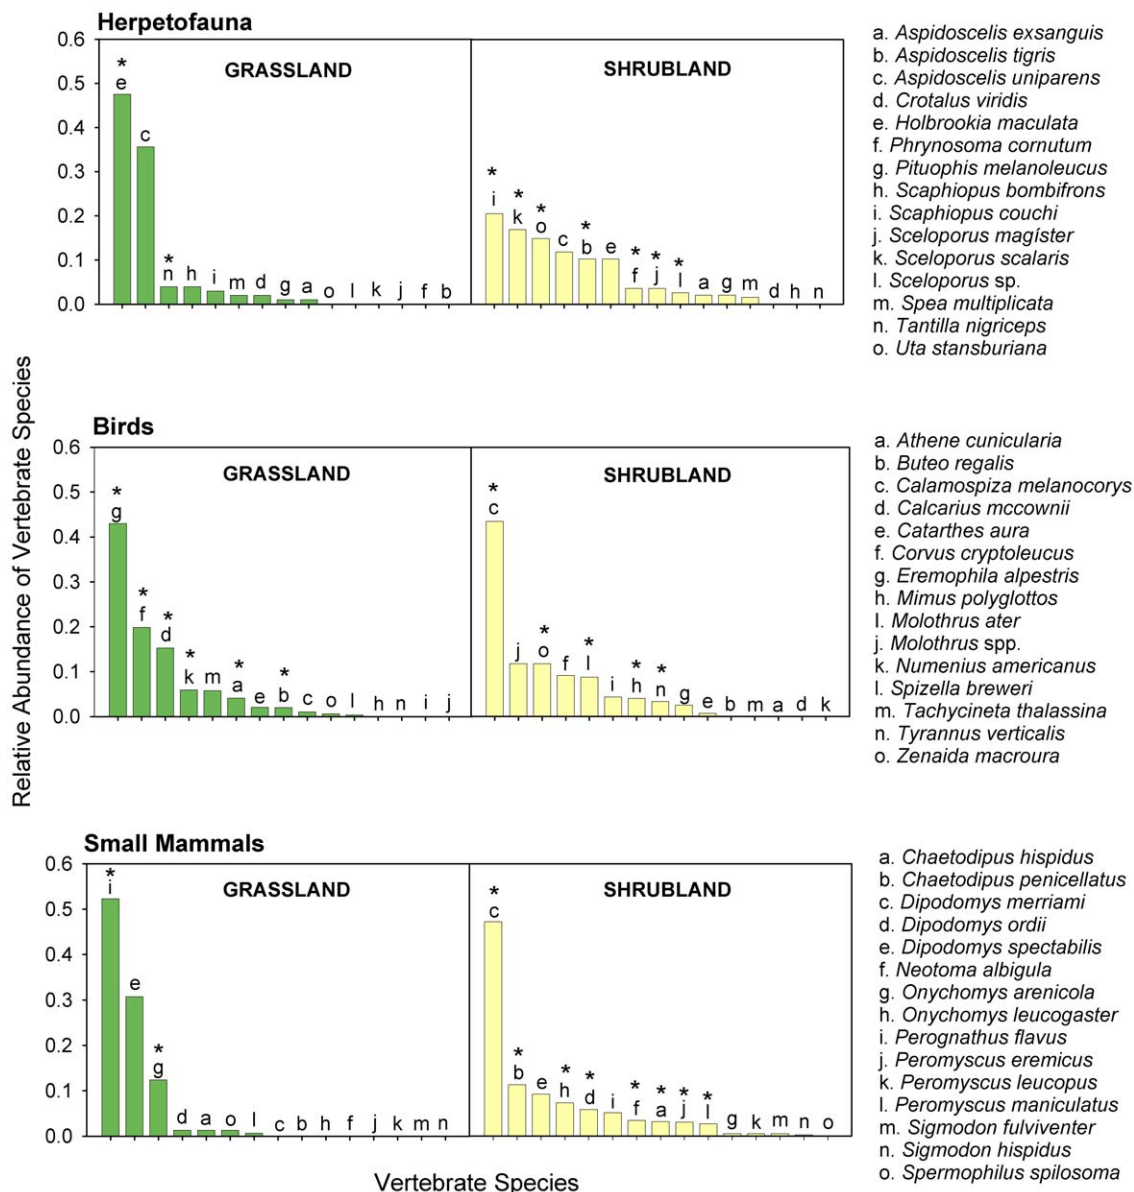 Herpetofauna
GRASSLAND
SHRUBLAND
0.6
0.5
0.4
0.3
0.2
0.1
0.0
* e
c
* n
h
i
m
d
g
a
o
l
k
j
f
b
* i
* k
* o
c
* b
e
* f
* j
* l
a
g
m
d
h
n
a. Aspidoscelis exsanguis
b. Aspidoscelis tigris
c. Aspidoscelis uniparens
d. Crotalus viridis
e. Holbrookia maculata
f. Phrynosoma cornutum
g. Pituophis melanoleucus
h. Scaphiopus bombifrons
i. Scaphiopus couchi
j. Sceloporus magíster
k. Sceloporus scalaris
l. Sceloporus sp.
m. Spea multiplicata
n. Tantilla nigriceps
o. Uta stansburiana
Relative Abundance of Vertebrate Species
Birds
GRASSLAND
SHRUBLAND
0.6
0.5
0.4
0.3
0.2
0.1
0.0
* g
* f
* d
* k
m
* a
e
* b
c
o
l
h
n
i
j
* c
j
* o
f
* l
i
* h
* n
g
e
b
m
a
d
k
a. Athene cunicularia
b. Buteo regalis
c. Calamospiza melanocorys
d. Calcarius mccownii
e. Catarthes aura
f. Corvus cryptoleucus
g. Eremophila alpestris
h. Mimus polyglottos
l. Molothrus ater
j. Molothrus spp.
k. Numenius americanus
l. Spizella breweri
m. Tachycineta thalassina
n. Tyrannus verticalis
o. Zenaida macroura
Small Mammals
GRASSLAND
SHRUBLAND
0.6
0.5
0.4
0.3
0.2
0.1
0.0
* i
e
* g
d
a
o
l
c
b
h
f
j
k
m
n
* c
* b
e
* h
* d
i
* f
* a
* j
* l
g
k
m
n
o
a. Chaetodipus hispidus
b. Chaetodipus penicellatus
c. Dipodomys merriami
d. Dipodomys ordii
e. Dipodomys spectabilis
f. Neotoma albigula
g. Onychomys arenicola
h. Onychomys leucogaster
i. Perognathus flavus
j. Peromyscus eremicus
k. Peromyscus leucopus
l. Peromyscus maniculatus
m. Sigmodon fulviventer
n. Sigmodon hispidus
o. Spermophilus spilosoma
Vertebrate Species